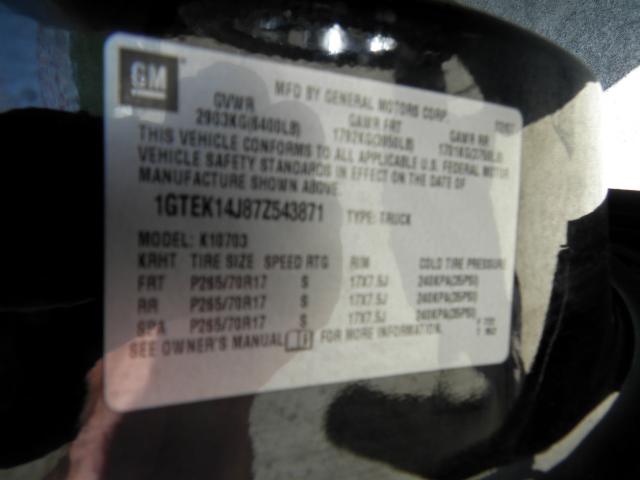 GM
MFD BY GENERAL MOTORS CORP
GVWR GAWR FRT GAWR RR
2903KG(6400LB) 1792KG(3950LB) 1701KG(3750LB)
THIS VEHICLE CONFORMS TO ALL APPLICABLE U.S. FEDERAL MOTOR
VEHICLE SAFETY STANDARDS IN EFFECT ON THE DATE OF
MANUFACTURE SHOWN ABOVE.
1GTEK14J87Z543871 TYPE: TRUCK
MODEL: K10703
KRHT TIRE SIZE SPEED RTG RIM COLD TIRE PRESSURE
FRT P265/70R17 S 17X7.5J 240KPA(35PSI)
RR P265/70R17 S 17X7.5J 240KPA(35PSI)
SPA P265/70R17 S 17X7.5J 240KPA(35PSI)
SEE OWNER'S MANUAL FOR MORE INFORMATION.